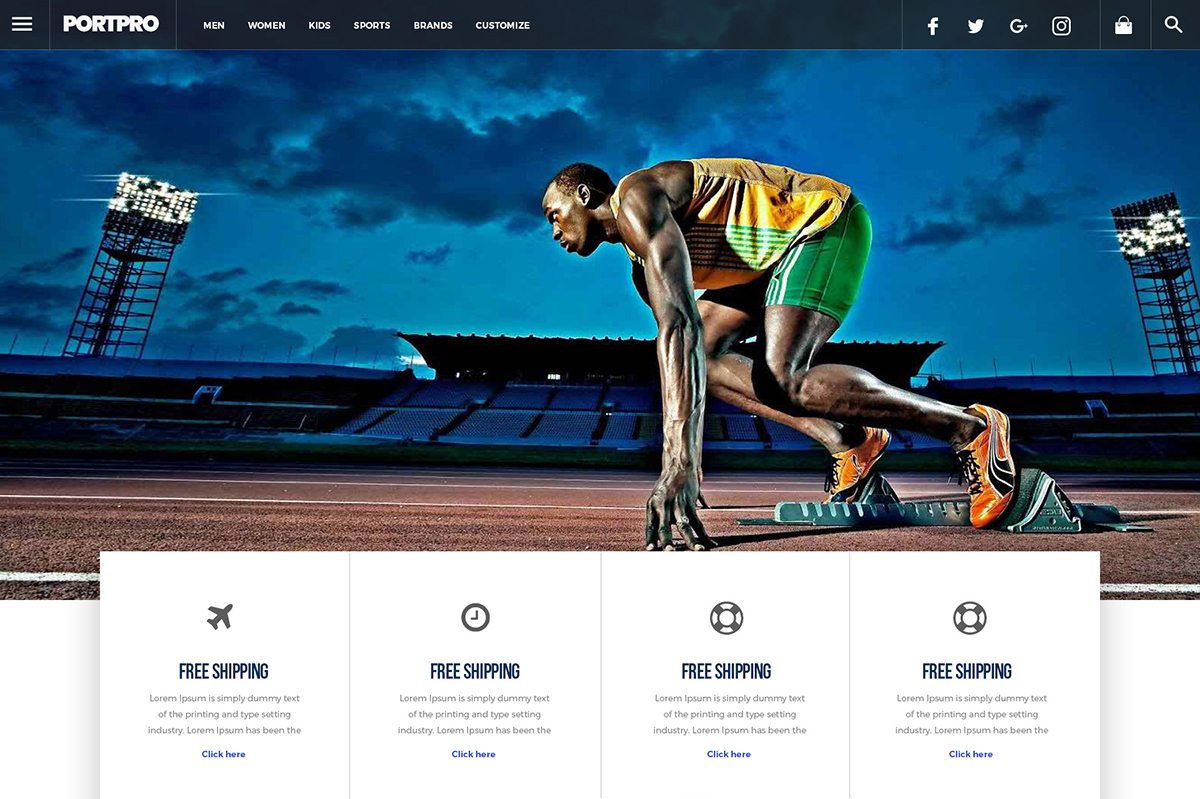 PORTPRO
MEN WOMEN KIDS SPORTS BRANDS CUSTOMIZE
FREE SHIPPING
Lorem Ipsum is simply dummy text
of the printing and type setting
industry. Lorem Ipsum has been the
Click here
FREE SHIPPING
Lorem Ipsum is simply dummy text
of the printing and type setting
industry. Lorem Ipsum has been the
Click here
FREE SHIPPING
Lorem Ipsum is simply dummy text
of the printing and type setting
industry. Lorem Ipsum has been the
Click here
FREE SHIPPING
Lorem Ipsum is simply dummy text
of the printing and type setting
industry. Lorem Ipsum has been the
Click here